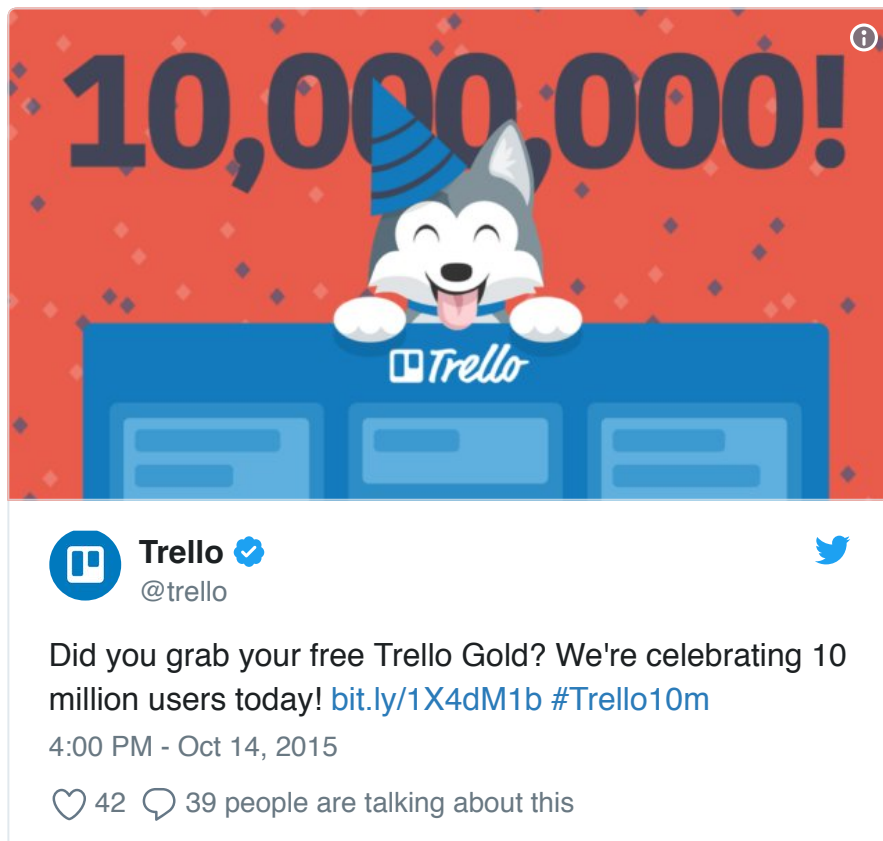 10,000,000!
Trello
Trello
@trello
Did you grab your free Trello Gold? We're celebrating 10
million users today! bit.ly/1X4dM1b #Trello10m
4:00 PM - Oct 14, 2015
42 39 people are talking about this